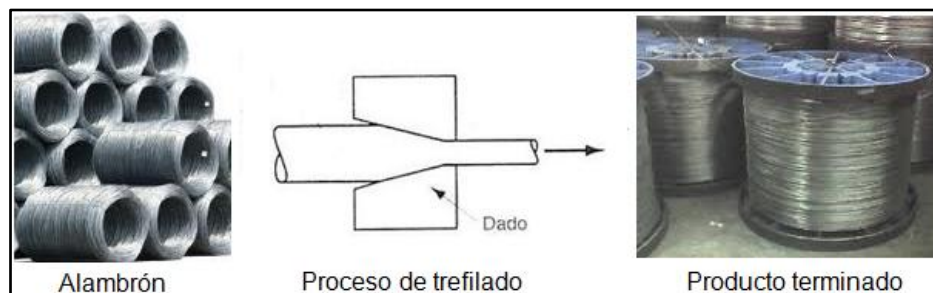 Dado
Alambrón
Proceso de trefilado
Producto terminado